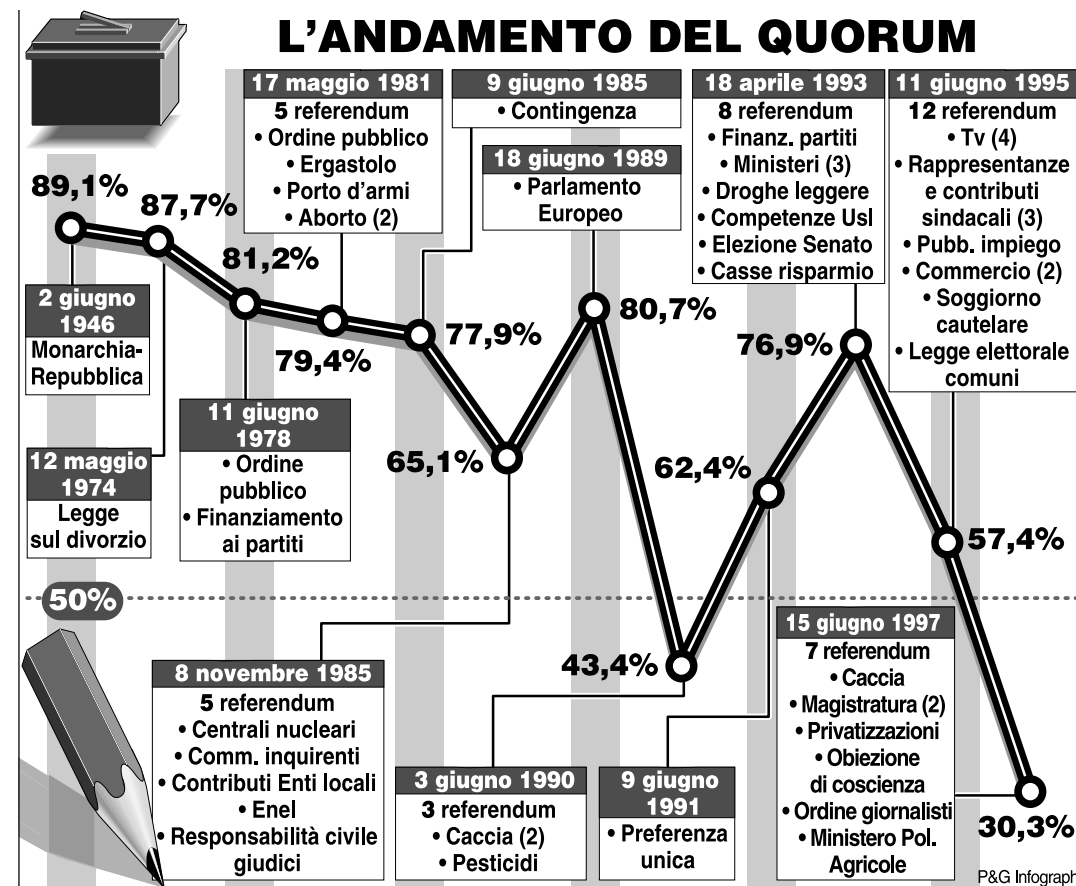 L'ANDAMENTO DEL QUORUM
89,1%
2 giugno
1946
Monarchia-
Repubblica
87,7%
12 maggio
1974
Legge
sul divorzio
81,2%
11 giugno
1978
• Ordine
pubblico
• Finanziamento
ai partiti
17 maggio 1981
5 referendum
• Ordine pubblico
• Ergastolo
• Porto d'armi
• Aborto (2)
79,4%
9 giugno 1985
• Contingenza
77,9%
8 novembre 1985
5 referendum
• Centrali nucleari
• Comm. inquirenti
• Contributi Enti locali
• Enel
• Responsabilità civile
giudici
65,1%
18 giugno 1989
• Parlamento
Europeo
80,7%
3 giugno 1990
3 referendum
• Caccia (2)
• Pesticidi
43,4%
9 giugno
1991
• Preferenza
unica
62,4%
18 aprile 1993
8 referendum
• Finanz. partiti
• Ministeri (3)
• Droghe leggere
• Competenze Usl
• Elezione Senato
• Casse risparmio
76,9%
11 giugno 1995
12 referendum
• Tv (4)
• Rappresentanze
e contributi
sindacali (3)
• Pubb. impiego
• Commercio (2)
• Soggiorno
cautelare
• Legge elettorale
comuni
57,4%
15 giugno 1997
7 referendum
• Caccia
• Magistratura (2)
• Privatizzazioni
• Obiezione
di coscienza
• Ordine giornalisti
• Ministero Pol.
Agricole
30,3%
50%
P&G Infograph